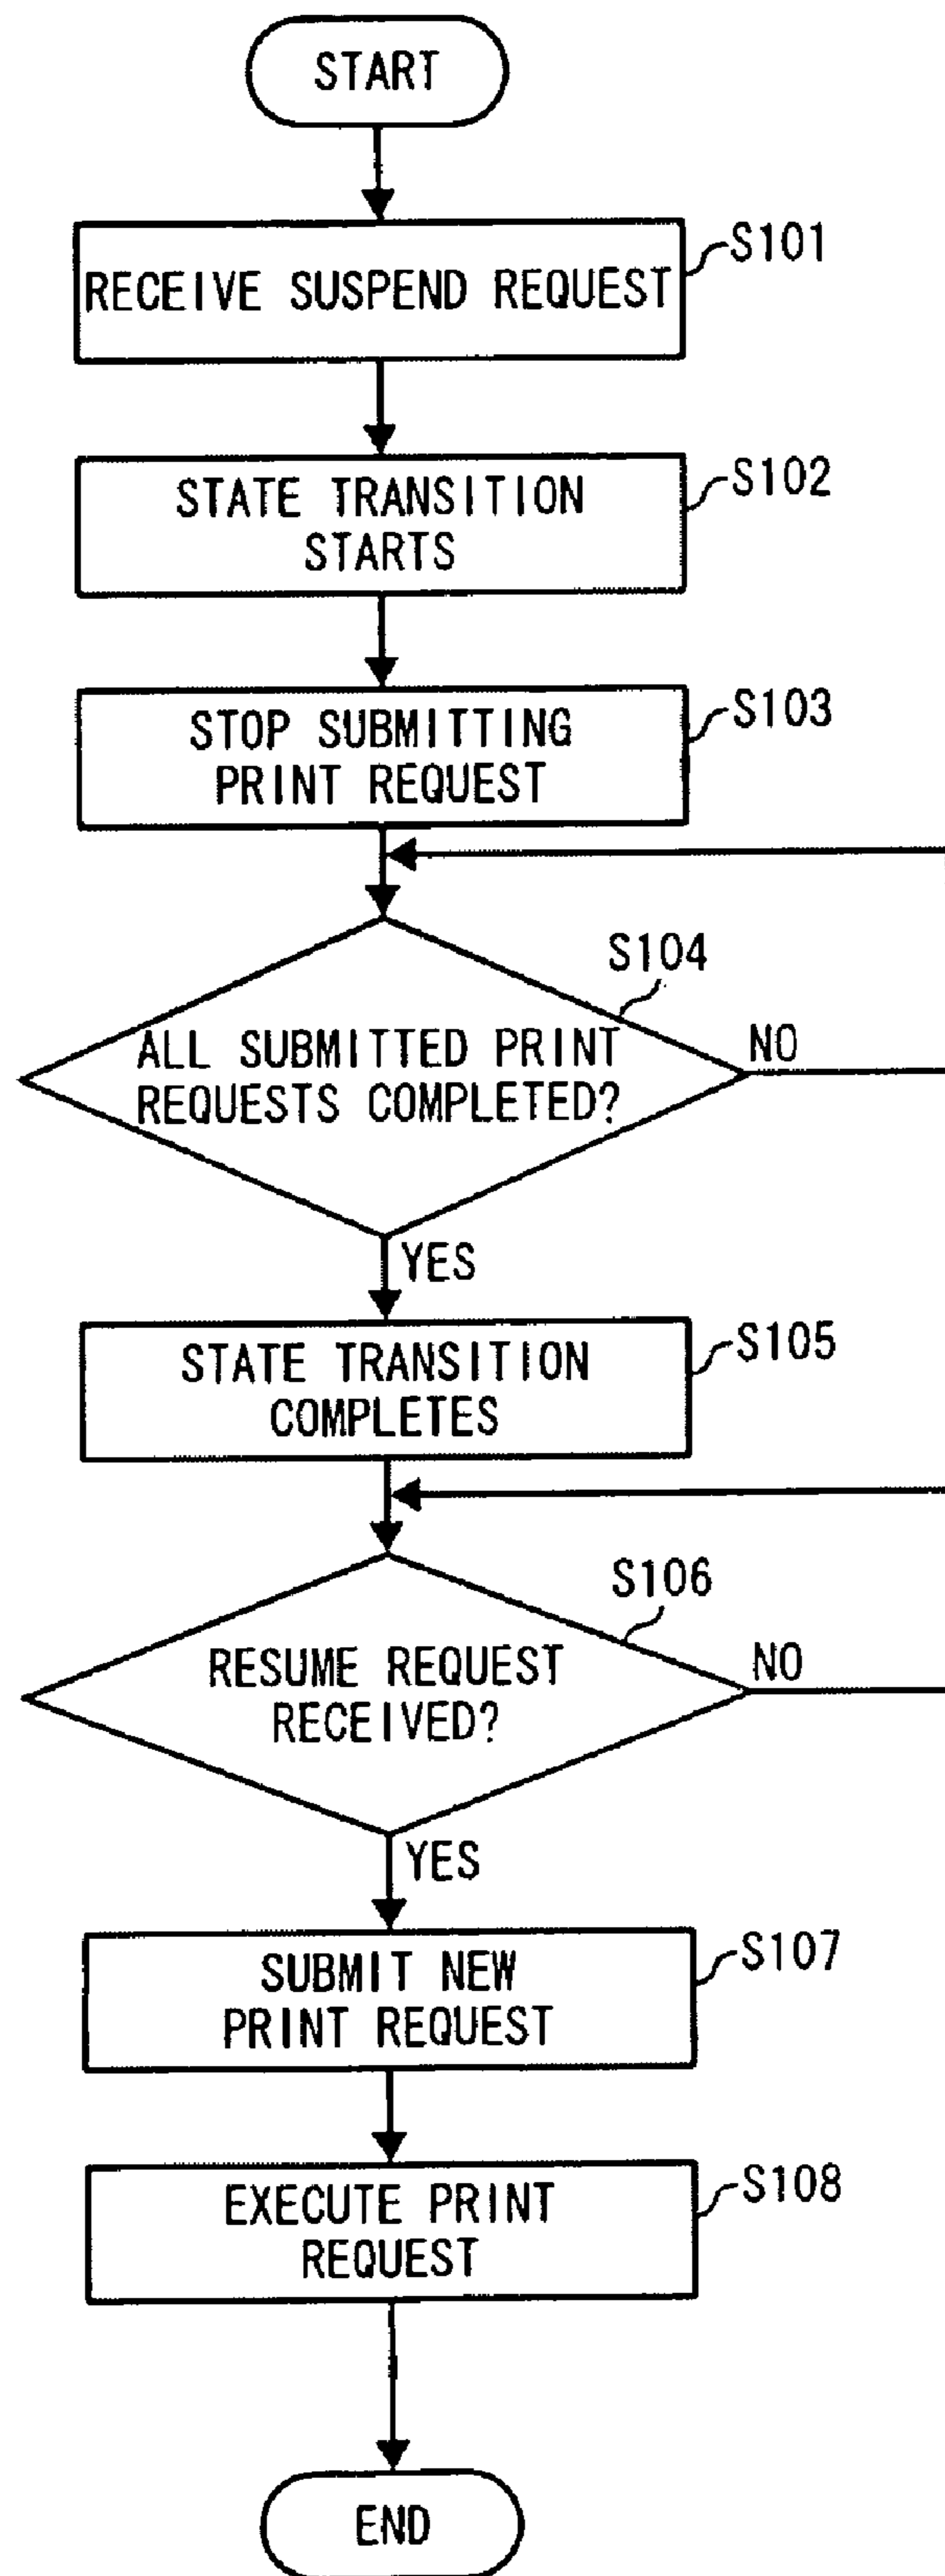 START
S101
RECEIVE SUSPEND REQUEST
S102
STATE TRANSITION
STARTS
S103
STOP SUBMITTING
PRINT REQUEST
S104
ALL SUBMITTED PRINT
REQUESTS COMPLETED?
NO
YES
S105
STATE TRANSITION
COMPLETES
S106
RESUME REQUEST
RECEIVED?
NO
YES
S107
SUBMIT NEW
PRINT REQUEST
S108
EXECUTE PRINT
REQUEST
END